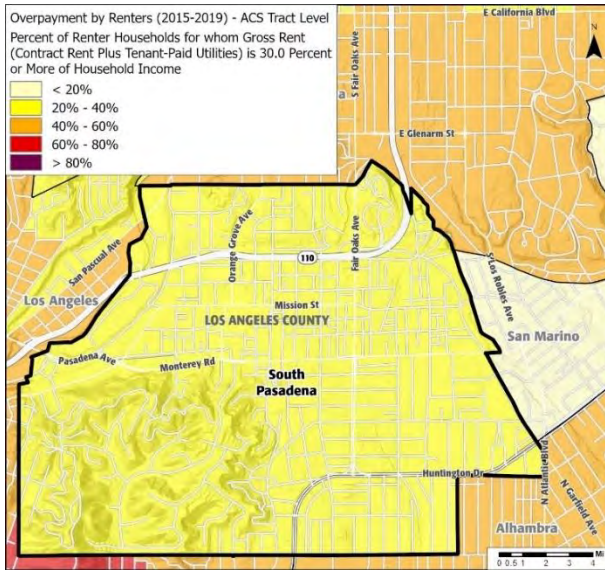 Overpayment by Renters (2015-2019) - ACS Tract Level
Percent of Renter Households for whom Gross Rent
(Contract Rent Plus Tenant-Paid Utilities) is 30.0 Percent
or More of Household Income
< 20%
20% - 40%
40% - 60%
60% - 80%
> 80%
E California Blvd
N
S Fair Oaks Ave
a
E Glenarm St
Orange Grove Ave
Fair Oaks Ave
San Pascual Ave
110
S Los Robles Ave
Los Angeles
Mission St
LOS ANGELES COUNTY
San Marino
Pasadena Ave
Monterey Rd
South
Pasadena
Huntington Dr
N Atlantic Blvd
N Garfield Ave
Alhambra
0 0.5 1 2 3 4 Mi